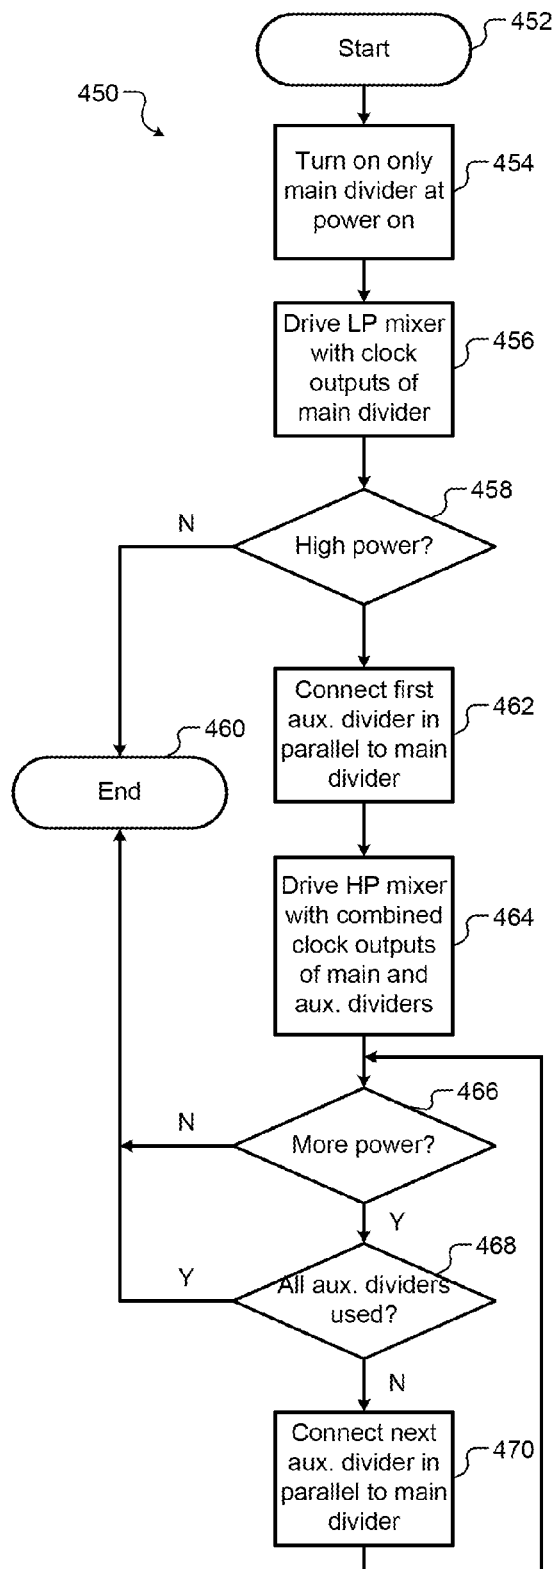 Start
452
450
Turn on only
main divider at
power on
454
Drive LP mixer
with clock
outputs of
main divider
456
458
High power?
N
Connect first
aux. divider in
parallel to main
divider
462
460
End
Drive HP mixer
with combined
clock outputs
of main and
aux. dividers
464
466
More power?
N
Y
468
All aux. dividers
used?
Y
N
Connect next
aux. divider in
parallel to main
divider
470